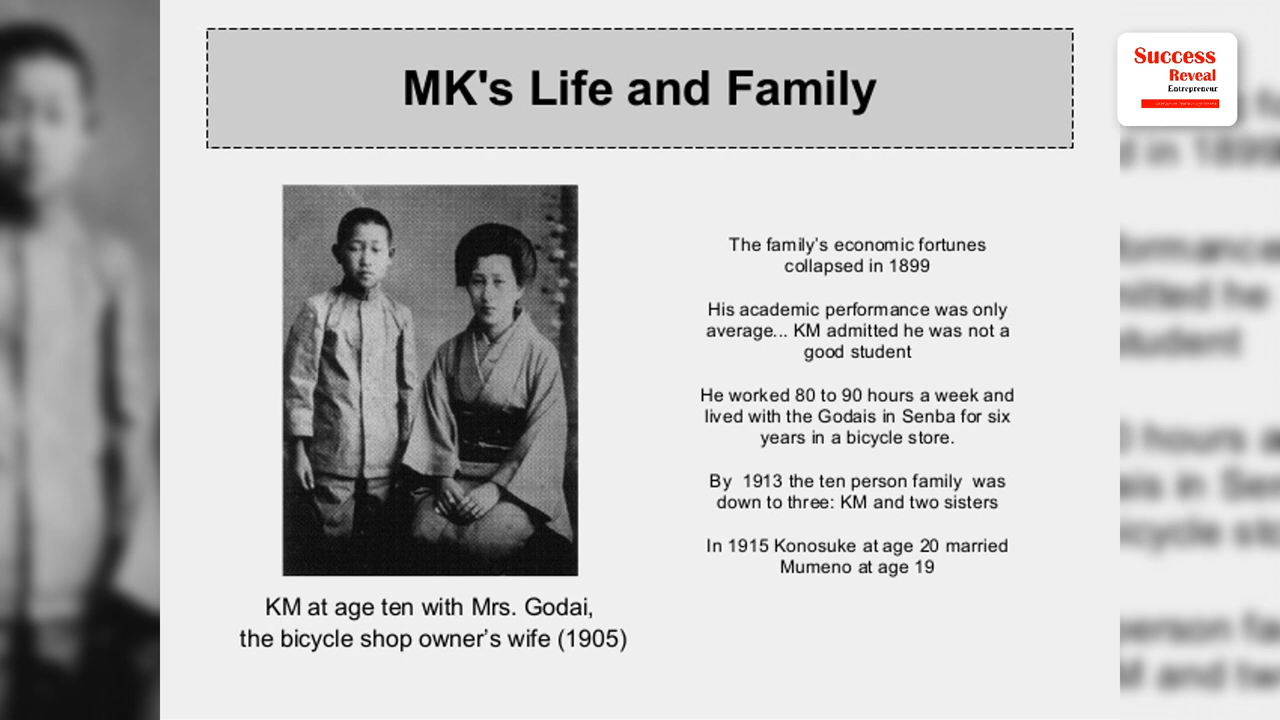 MK's Life and Family
Success
Reveal
Entrepreneur
The family's economic fortunes
collapsed in 1899
His academic performance was only
average... KM admitted he was not a
good student
He worked 80 to 90 hours a week and
lived with the Godais in Senba for six
years in a bicycle store.
By 1913 the ten person family was
down to three: KM and two sisters
In 1915 Konosuke at age 20 married
Mumeno at age 19
KM at age ten with Mrs. Godai,
the bicycle shop owner’s wife (1905)